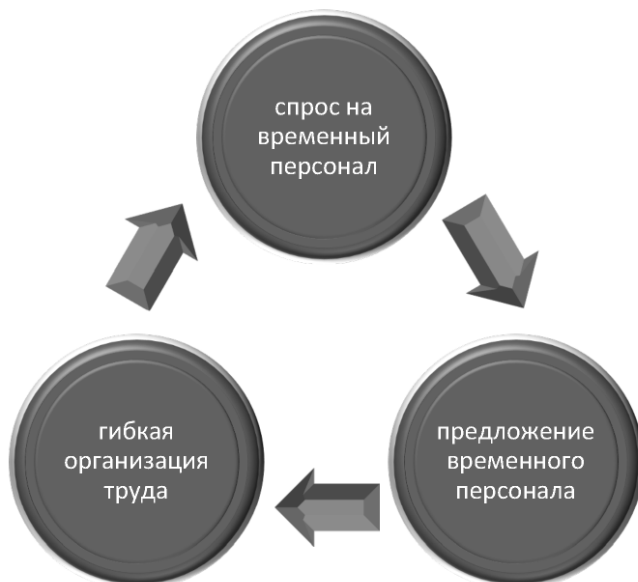 спрос на
временный
персонал
гибкая
организация
труда
предложение
временного
персонала